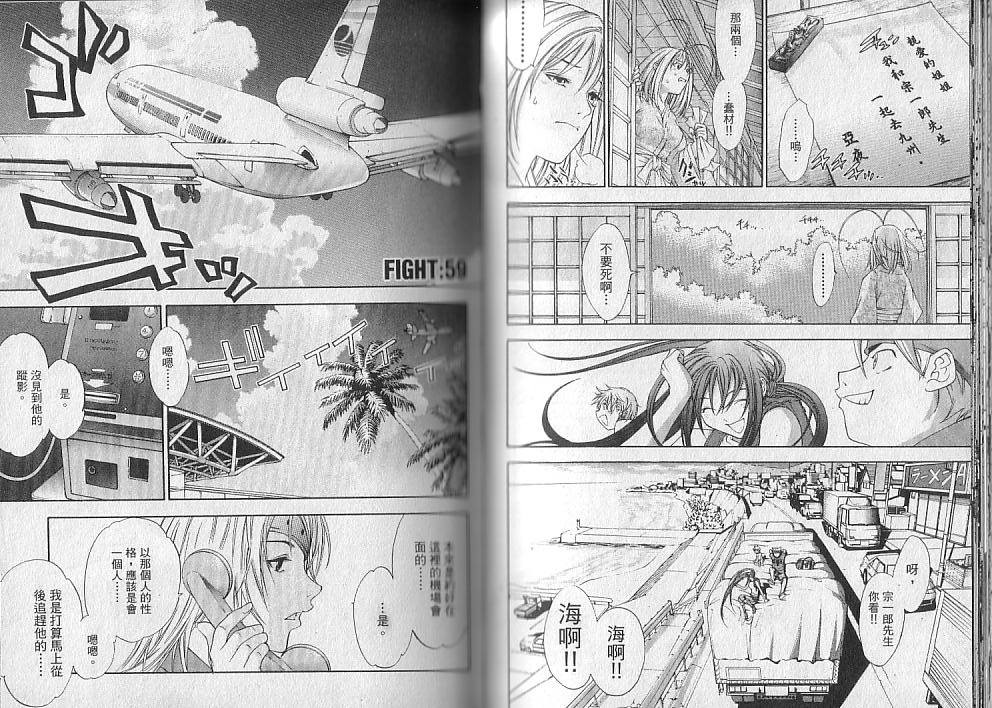 親愛的姐姐
我和宗一郎先生
一起去九州.
亞夜
……嗚…
那兩個…
…蠢材!!
………
………
不要死啊…
呀,
宗一郎先生
你看!!
海啊!!
海啊!!
ラーメン
FIGHT:59
キィィィ
嗯嗯……
是。
沒見到他的
蹤影。
本來是約好在
這裡的機場會
面的……
…是。
以那個人的性
格,應該是會
一個人……
嗯嗯。
我是打算馬上從
後追趕他的……